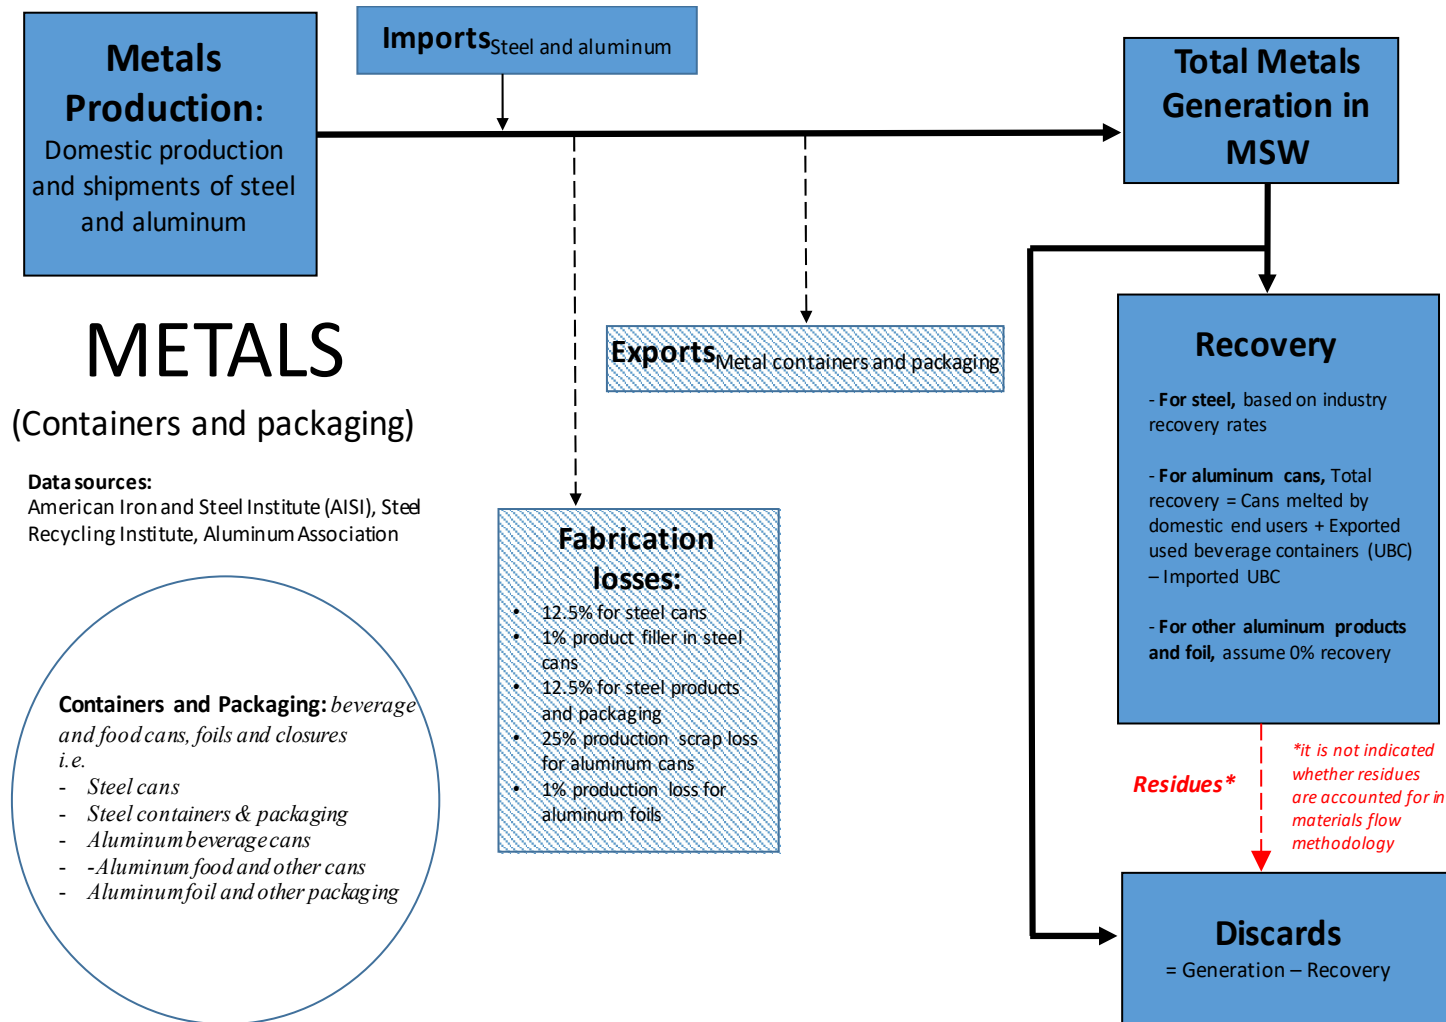 Metals
Production:
Domestic production
and shipments of steel
and aluminum
Imports Steel and aluminum
Total Metals
Generation in
MSW
METALS
(Containers and packaging)
Data sources:
American Iron and Steel Institute (AISI), Steel
Recycling Institute, Aluminum Association
Exports Metal containers and packaging
Recovery
- For steel, based on industry
recovery rates
- For aluminum cans, Total
recovery = Cans melted by
domestic end users + Exported
used beverage containers (UBC)
– Imported UBC
- For other aluminum products
and foil, assume 0% recovery
Fabrication
losses:
• 12.5% for steel cans
• 1% product filler in steel
cans
• 12.5% for steel products
and packaging
• 25% production scrap loss
for aluminum cans
• 1% production loss for
aluminum foils
Containers and Packaging: beverage
and food cans, foils and closures
i.e.
- Steel cans
- Steel containers & packaging
- Aluminum beverage cans
- -Aluminum food and other cans
- Aluminum foil and other packaging
Residues*
*it is not indicated
whether residues
are accounted for in
materials flow
methodology
Discards
= Generation – Recovery